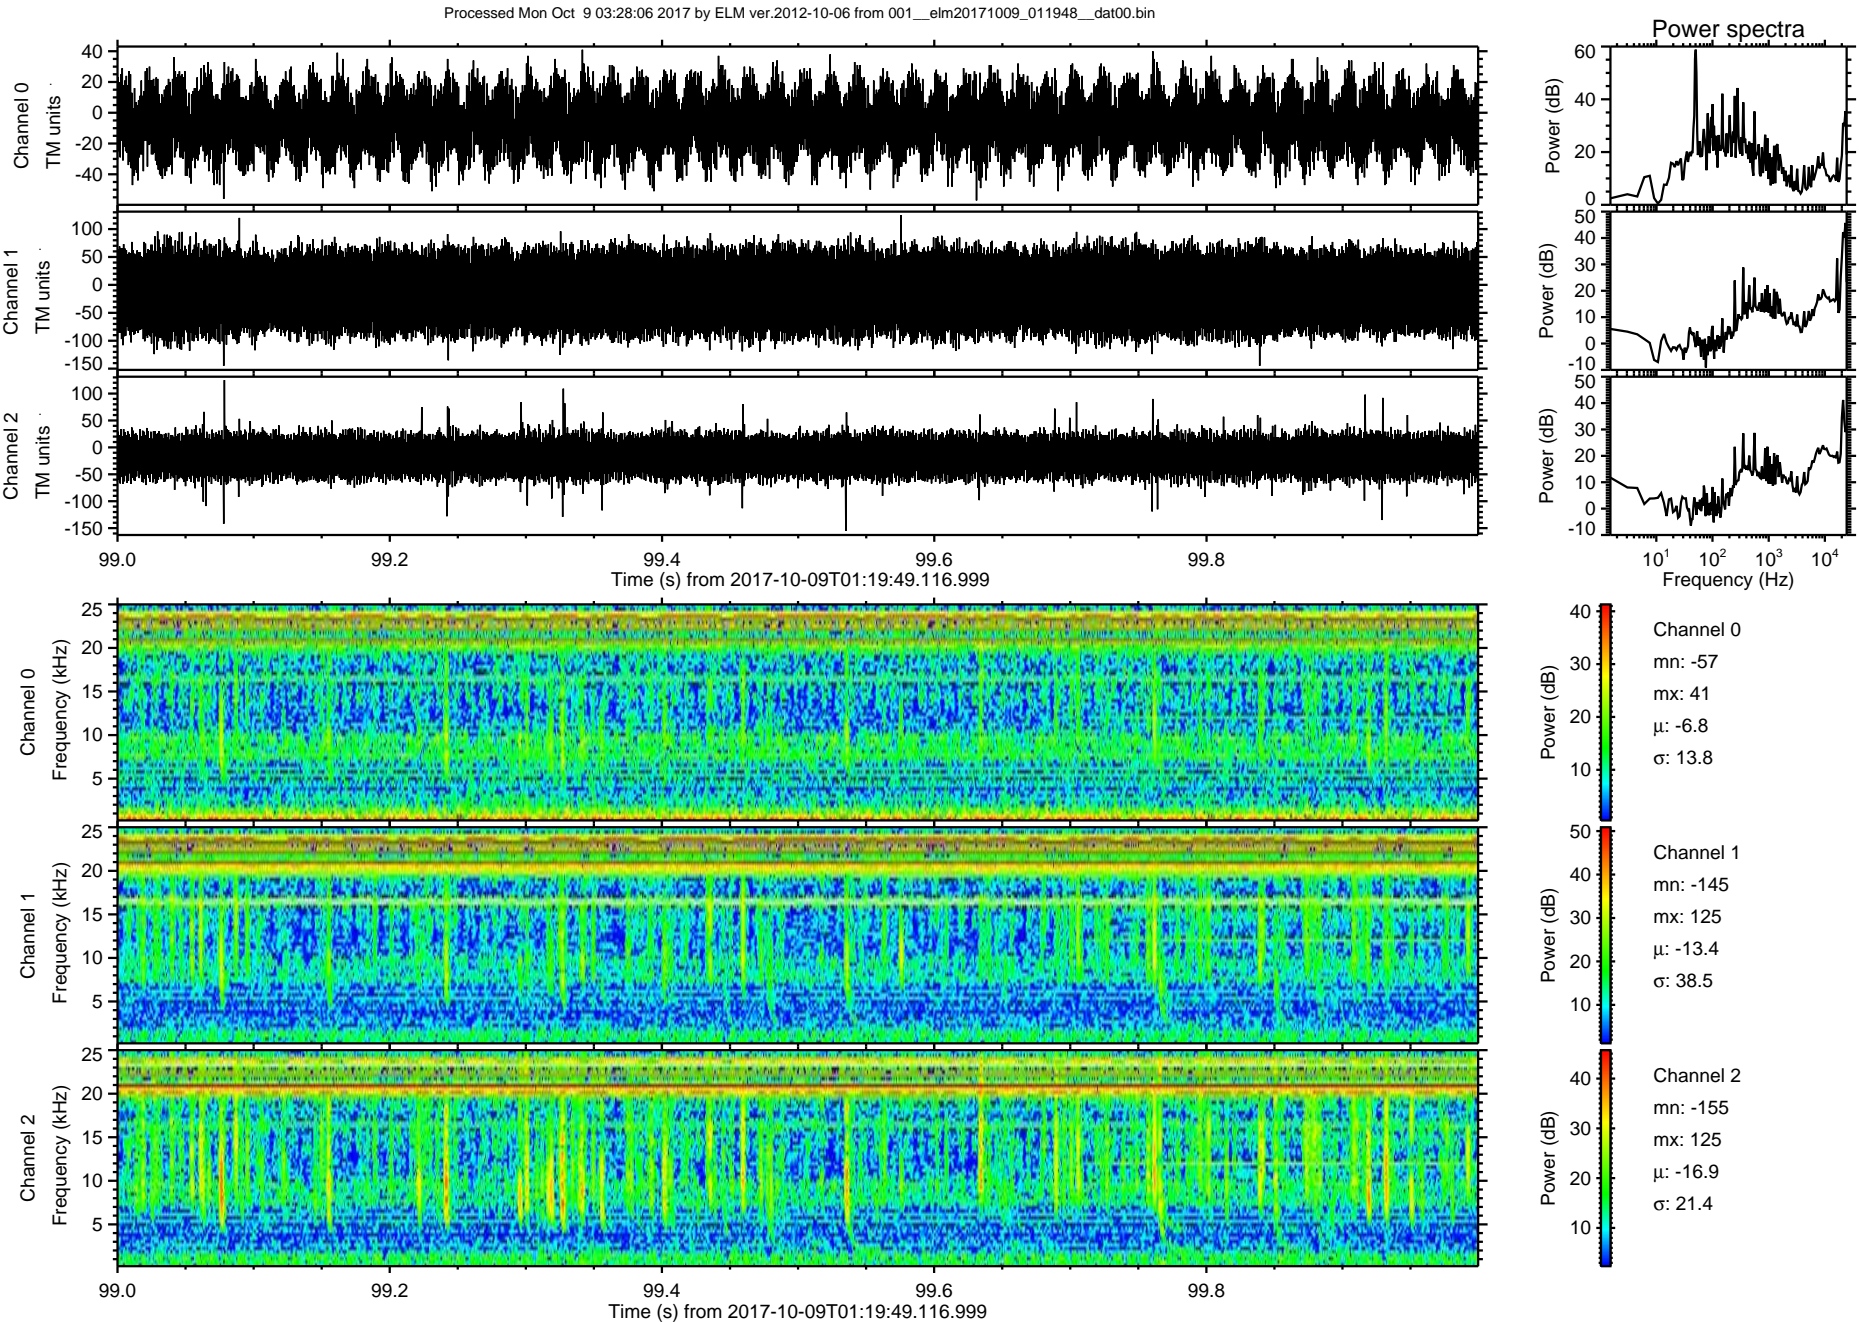 Processed Mon Oct  9 03:28:06 2017 by ELM ver.2012-10-06 from 001__elm20171009_011948__dat00.bin
Power spectra
Channel 0
TM units
40
20
0
-20
-40
Power (dB)
60
40
20
0
Channel 1
TM units
100
50
0
-50
-100
-150
Power (dB)
50
40
30
20
10
0
-10
Channel 2
TM units
100
50
0
-50
-100
-150
Power (dB)
50
40
30
20
10
0
-10
99.0 99.2 99.4 99.6 99.8
Time (s) from 2017-10-09T01:19:49.116.999
10^1 10^2 10^3 10^4
Frequency (Hz)
Channel 0
Frequency (kHz)
25
20
15
10
5
Power (dB)
40
30
20
10
Channel 0
mn: -57
mx: 41
μ: -6.8
σ: 13.8
Channel 1
Frequency (kHz)
25
20
15
10
5
Power (dB)
50
40
30
20
10
Channel 1
mn: -145
mx: 125
μ: -13.4
σ: 38.5
Channel 2
Frequency (kHz)
25
20
15
10
5
Power (dB)
40
30
20
10
Channel 2
mn: -155
mx: 125
μ: -16.9
σ: 21.4
99.0 99.2 99.4 99.6 99.8
Time (s) from 2017-10-09T01:19:49.116.999